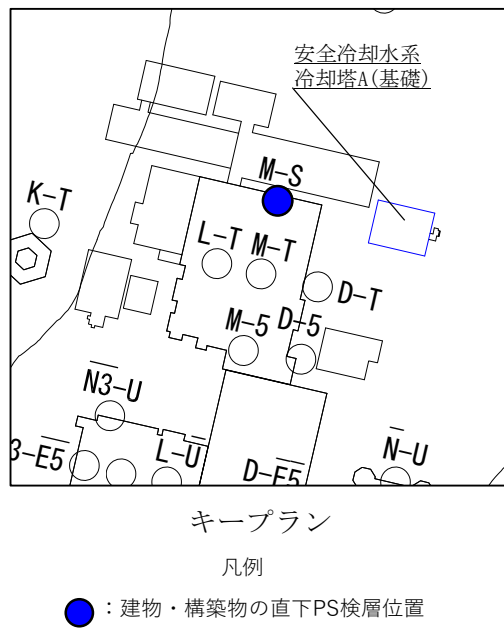 安全冷却水系
冷却塔A(基礎)
M-S
K-T
L-T
M-T
D-T
M-5
D-5
N3-U
3-E5
L-U
D-E5
N-U
キープラン
凡例
：建物・構築物の直下PS検層位置